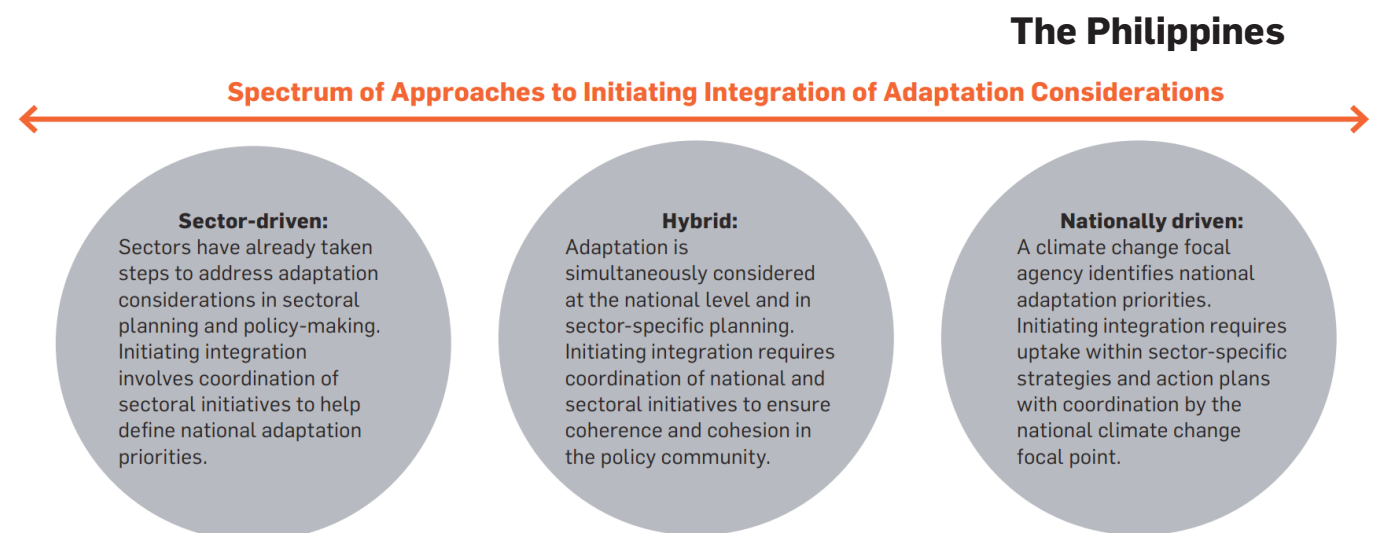 The Philippines
Spectrum of Approaches to Initiating Integration of Adaptation Considerations
Sector-driven:
Sectors have already taken
steps to address adaptation
considerations in sectoral
planning and policy-making.
Initiating integration
involves coordination of
sectoral initiatives to help
define national adaptation
priorities.
Hybrid:
Adaptation is
simultaneously considered
at the national level and in
sector-specific planning.
Initiating integration requires
coordination of national and
sectoral initiatives to ensure
coherence and cohesion in
the policy community.
Nationally driven:
A climate change focal
agency identifies national
adaptation priorities.
Initiating integration requires
uptake within sector-specific
strategies and action plans
with coordination by the
national climate change
focal point.